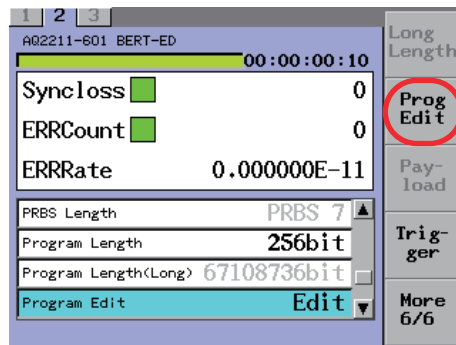 1 2 3
AQ2211-601 BERT-ED
00:00:00:10
Syncloss 0
ERRCount 0
ERRRate 0.000000E-11
PRBS Length PRBS 7
Program Length 256bit
Program Length(Long) 67108736bit
Program Edit Edit
Long
Length
Prog
Edit
Pay-
load
Trig-
ger
More
6/6